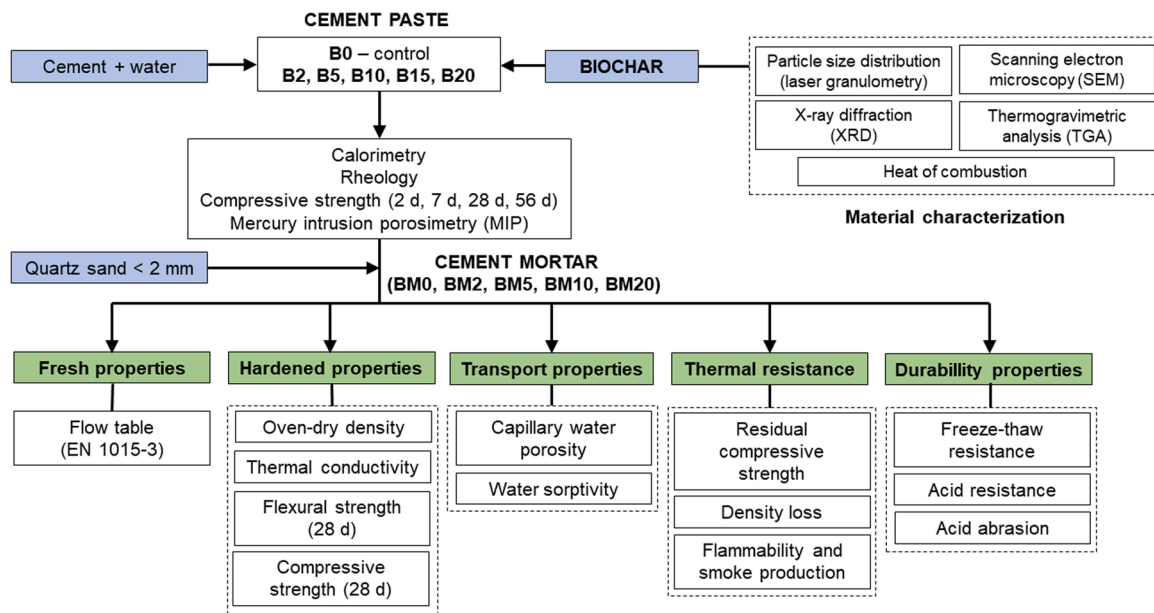 CEMENT PASTE
Cement + water
B0 – control
B2, B5, B10, B15, B20
BIOCHAR
Particle size distribution
(laser granulometry)
Scanning electron
microscopy (SEM)
X-ray diffraction
(XRD)
Thermogravimetric
analysis (TGA)
Heat of combustion
Material characterization
Calorimetry
Rheology
Compressive strength (2 d, 7 d, 28 d, 56 d)
Mercury intrusion porosimetry (MIP)
Quartz sand < 2 mm
CEMENT MORTAR
(BM0, BM2, BM5, BM10, BM20)
Fresh properties
Flow table
(EN 1015-3)
Hardened properties
Oven-dry density
Thermal conductivity
Flexural strength
(28 d)
Compressive
strength (28 d)
Transport properties
Capillary water
porosity
Water sorptivity
Thermal resistance
Residual
compressive
strength
Density loss
Flammability and
smoke production
Durabillity properties
Freeze-thaw
resistance
Acid resistance
Acid abrasion